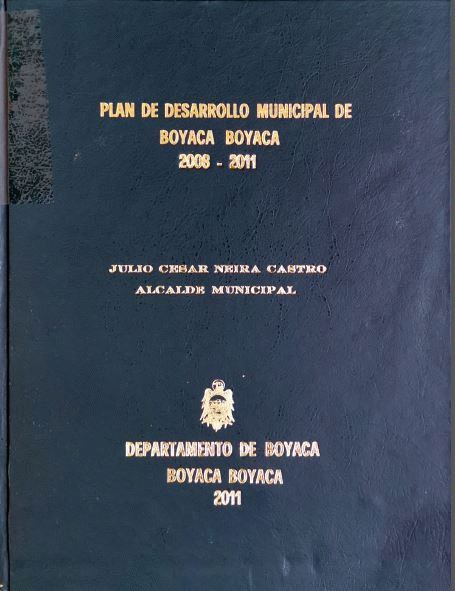 PLAN DE DESARROLLO MUNICIPAL DE
BOYACA BOYACA
2008 - 2011
JULIO CESAR NEIRA CASTRO
ALCALDE MUNICIPAL
DEPARTAMENTO DE BOYACA
BOYACA BOYACA
2011